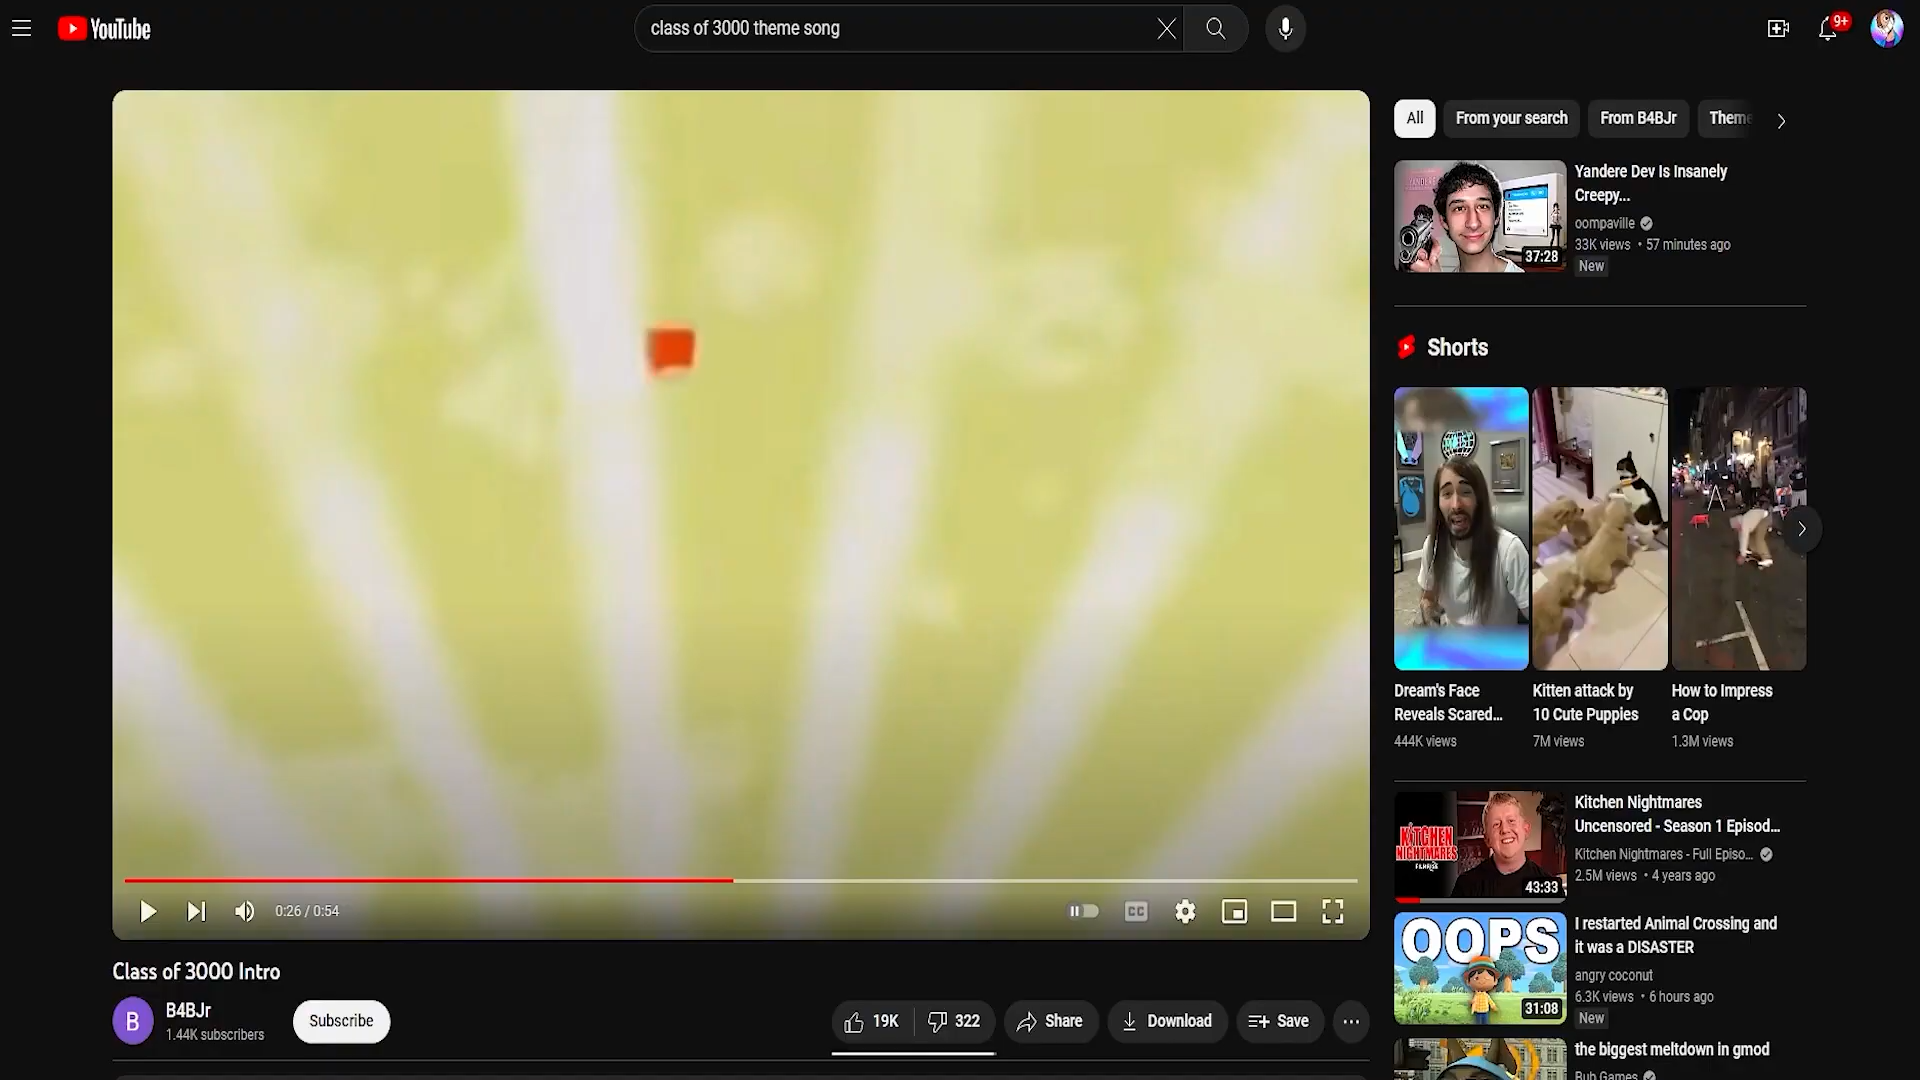 YouTube
class of 3000 theme song
9+
All
From your search
From B4BJr
Theme
YANDERE
37:28
Yandere Dev Is Insanely
Creepy...
oompaville
33K views • 57 minutes ago
New
Shorts
Dream's Face
Reveals Scared...
444K views
Kitten attack by
10 Cute Puppies
7M views
How to Impress
a Cop
1.3M views
KITCHEN
NIGHTMARES
43:33
Kitchen Nightmares
Uncensored - Season 1 Episod...
Kitchen Nightmares - Full Episo...
2.5M views • 4 years ago
OOPS
31:08
I restarted Animal Crossing and
it was a DISASTER
angry coconut
6.3K views • 6 hours ago
New
the biggest meltdown in gmod
Bub Games
0:26 / 0:54
CC
Class of 3000 Intro
B
B4BJr
1.44K subscribers
Subscribe
19K
322
Share
Download
Save